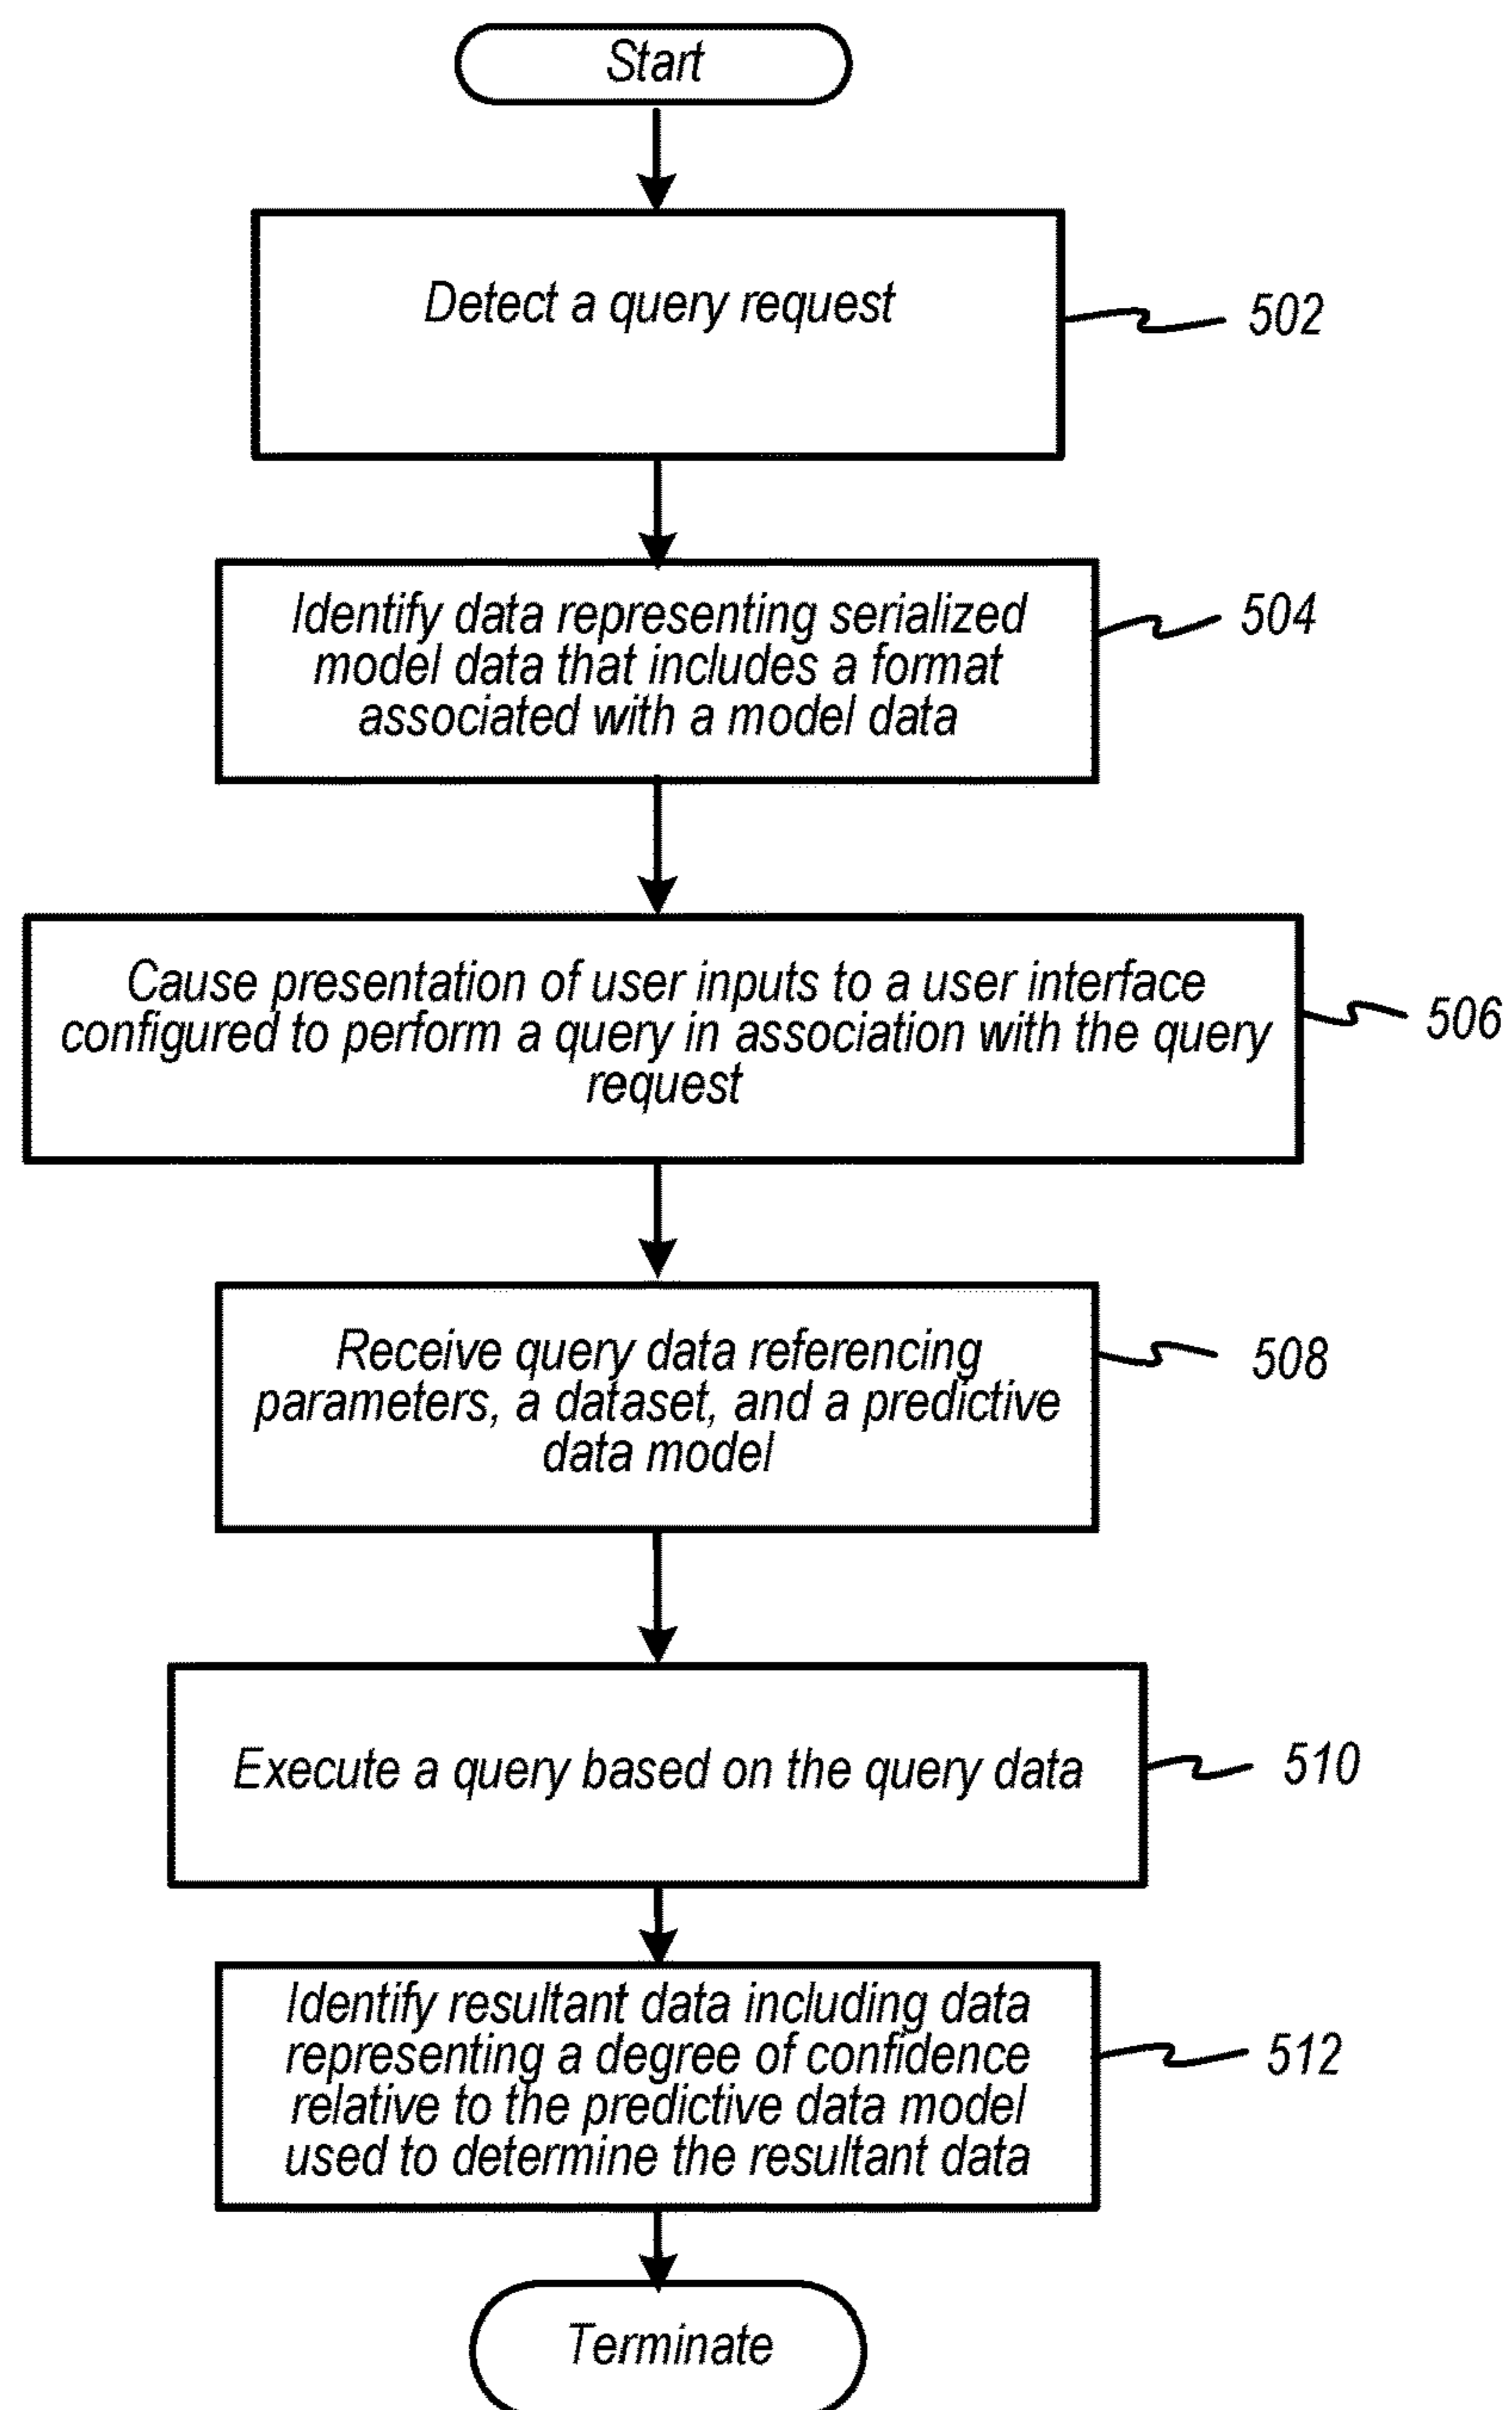 Start
Detect a query request
502
Identify data representing serialized
model data that includes a format
associated with a model data
504
Cause presentation of user inputs to a user interface
configured to perform a query in association with the query
request
506
Receive query data referencing
parameters, a dataset, and a predictive
data model
508
Execute a query based on the query data
510
Identify resultant data including data
representing a degree of confidence
relative to the predictive data model
used to determine the resultant data
512
Terminate